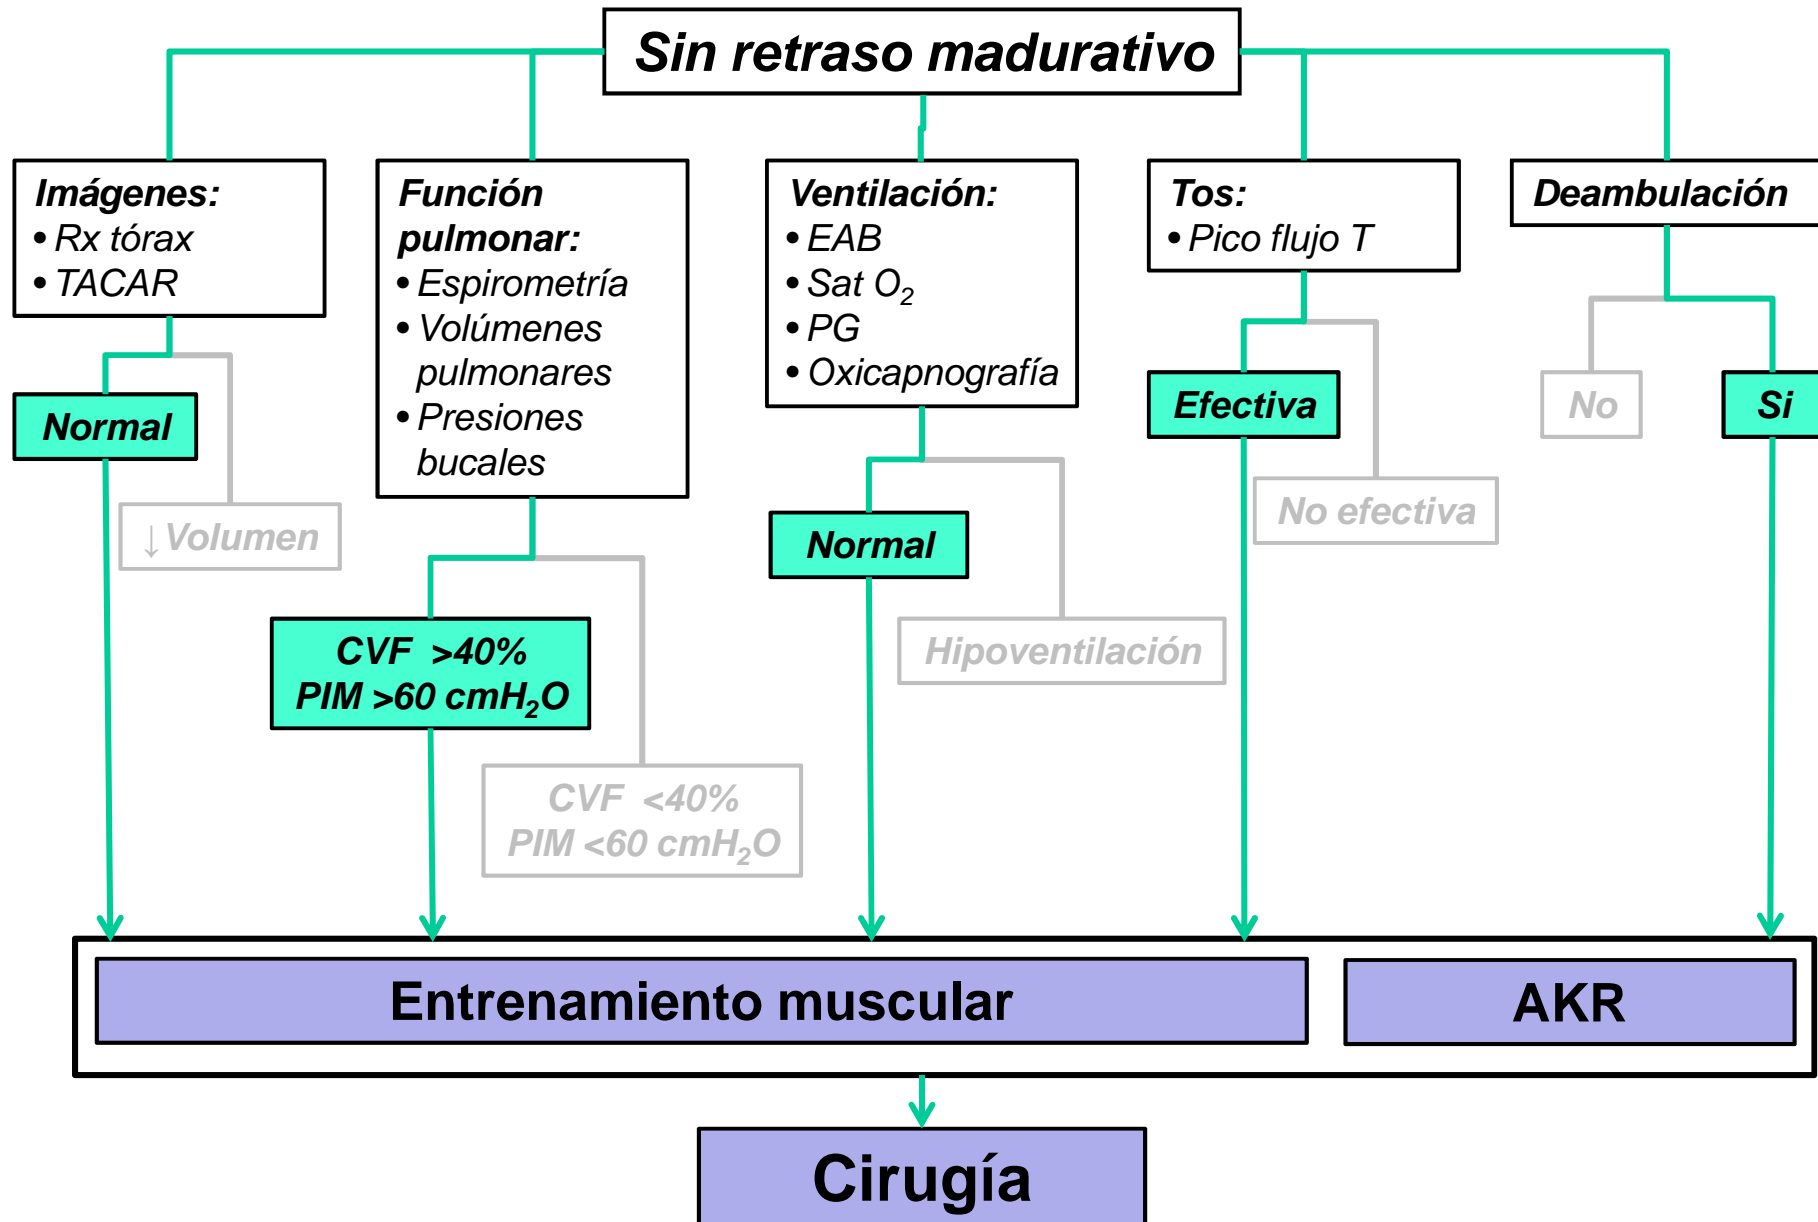 Sin retraso madurativo
Imágenes:
• Rx tórax
• TACAR
Función
pulmonar:
• Espirometría
• Volúmenes
pulmonares
• Presiones
bucales
Ventilación:
• EAB
• Sat O₂
• PG
• Oxicapnografía
Tos:
• Pico flujo T
Deambulación
Normal
↓Volumen
CVF >40%
PIM >60 cmH₂O
CVF <40%
PIM <60 cmH₂O
Normal
Hipoventilación
Efectiva
No efectiva
No
Si
Entrenamiento muscular
AKR
Cirugía